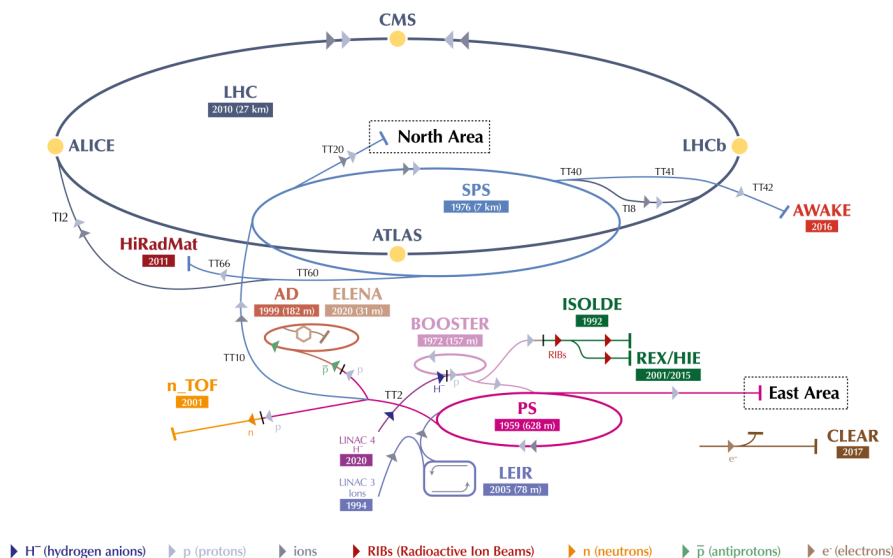 CMS
LHC
2010 (27 km)
North Area
TT20
ALICE
LHCb
TT40
TT41
SPS
1976 (7 km)
TT42
TI8
TI2
AWAKE
2016
HiRadMat
2011
ATLAS
TT66
TT60
AD
1999 (182 m)
ELENA
2020 (31 m)
ISOLDE
1992
BOOSTER
1972 (157 m)
RIBs
REX/HIE
2001/2015
TT10
p̅
p
H⁻
p
n_TOF
2001
TT2
East Area
n
p
PS
1959 (628 m)
LINAC 4
H⁻
2020
CLEAR
2017
e⁻
LINAC 3
Ions
1994
LEIR
2005 (78 m)
H⁻ (hydrogen anions)
p (protons)
ions
RIBs (Radioactive Ion Beams)
n (neutrons)
p̅ (antiprotons)
e⁻ (electrons)